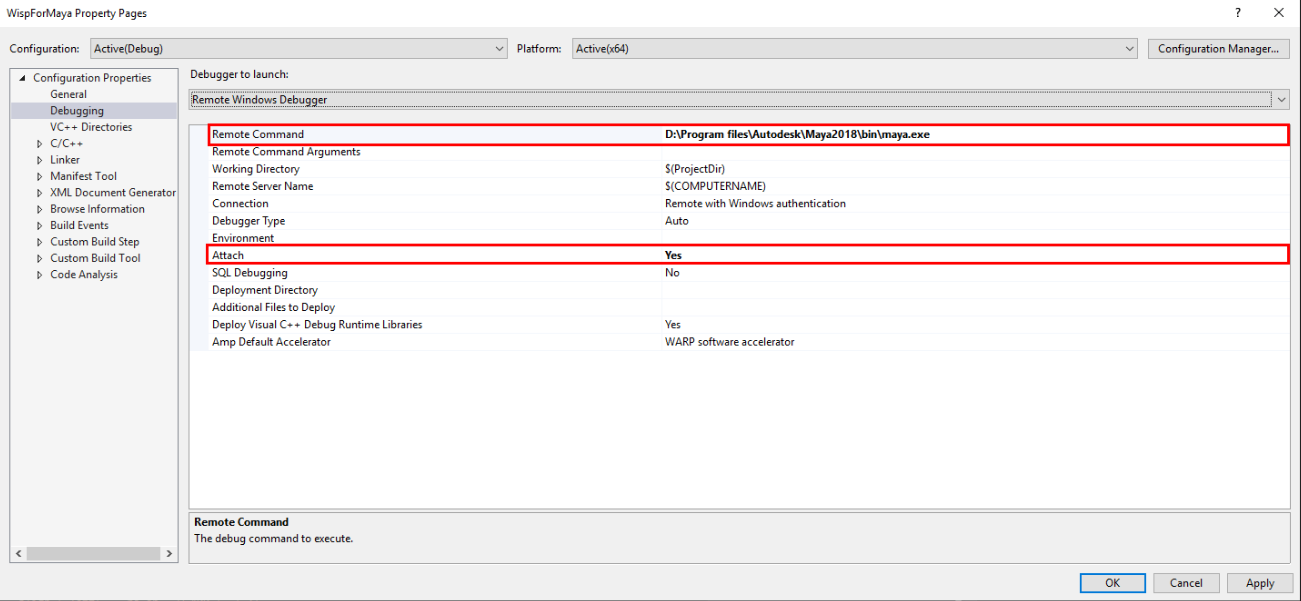 WispForMaya Property Pages
?
Configuration: Active(Debug) Platform: Active(x64) Configuration Manager...
Configuration Properties
General
Debugging
VC++ Directories
C/C++
Linker
Manifest Tool
XML Document Generator
Browse Information
Build Events
Custom Build Step
Custom Build Tool
Code Analysis
Debugger to launch:
Remote Windows Debugger
Remote Command D:\Program files\Autodesk\Maya2018\bin\maya.exe
Remote Command Arguments
Working Directory $(ProjectDir)
Remote Server Name $(COMPUTERNAME)
Connection Remote with Windows authentication
Debugger Type Auto
Environment
Attach Yes
SQL Debugging No
Deployment Directory
Additional Files to Deploy
Deploy Visual C++ Debug Runtime Libraries Yes
Amp Default Accelerator WARP software accelerator
Remote Command
The debug command to execute.
OK Cancel Apply